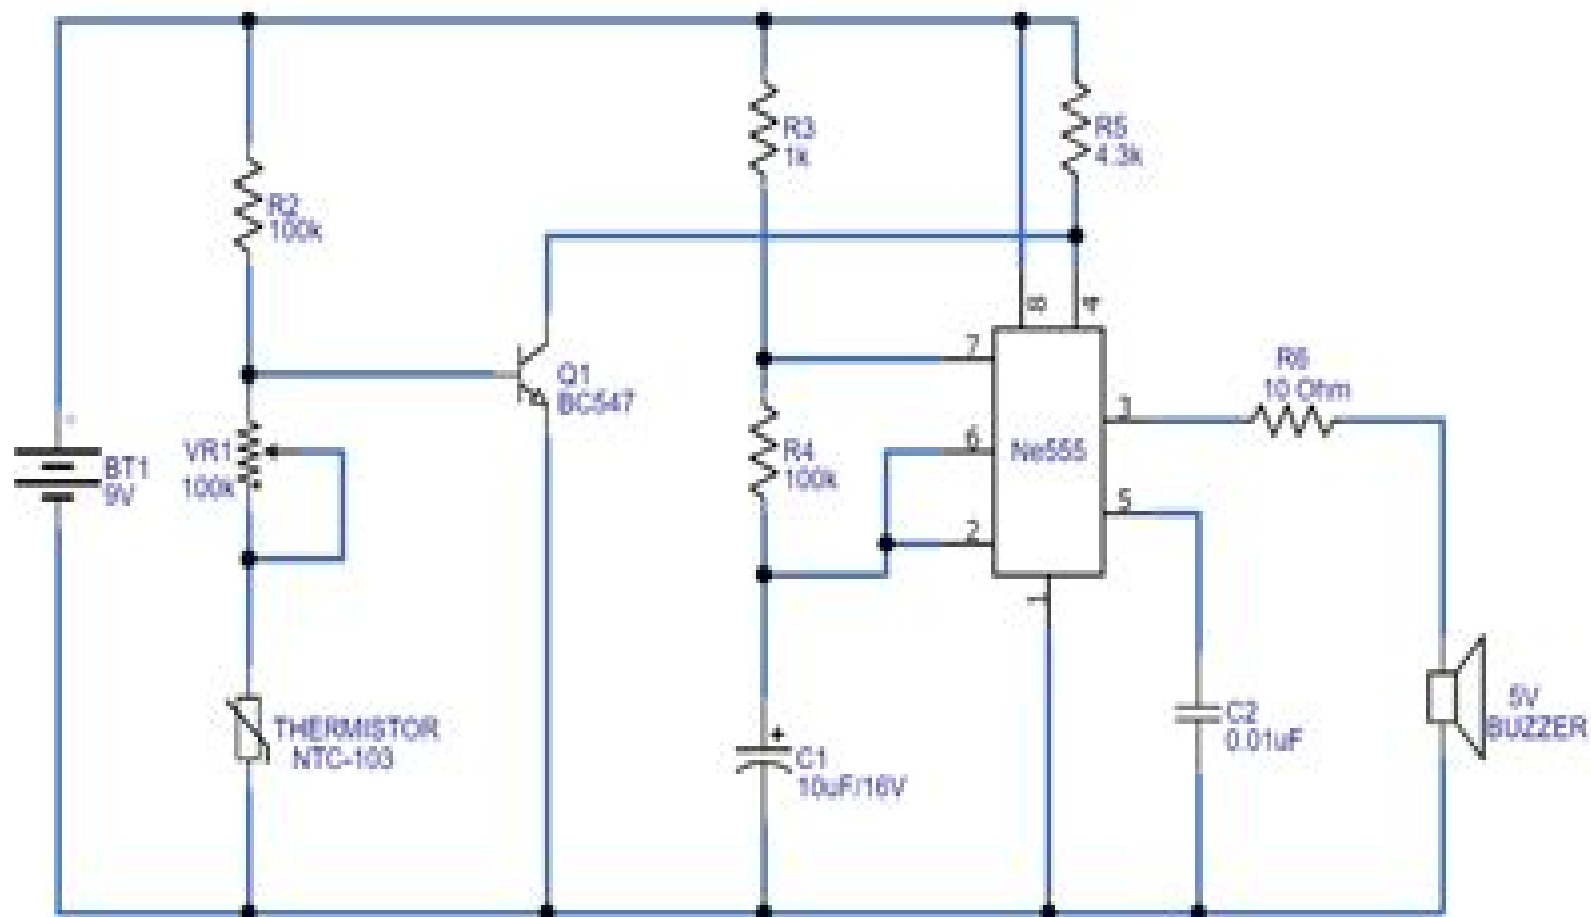 R3
1k
R5
4.3k
R2
100k
8
4
7
Q1
BC547
R6
10 Ohm
3
VR1
100k
BT1
9V
6
R4
100k
Ne555
5
2
1
THERMISTOR
NTC-103
+
C1
10uF/16V
C2
0.01uF
5V
BUZZER